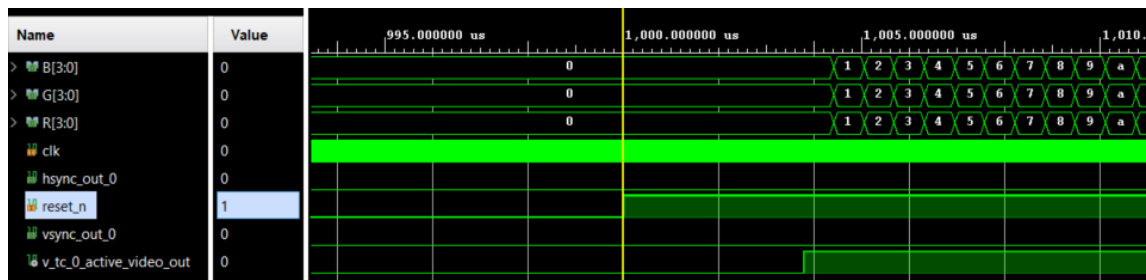 Name Value 995.000000 us 1,000.000000 us 1,005.000000 us 1,010.
B[3:0] 0 0 1 2 3 4 5 6 7 8 9 a
G[3:0] 0 0 1 2 3 4 5 6 7 8 9 a
R[3:0] 0 0 1 2 3 4 5 6 7 8 9 a
clk 0
hsync_out_0 0
reset_n 1
vsync_out_0 0
v_tc_0_active_video_out 0